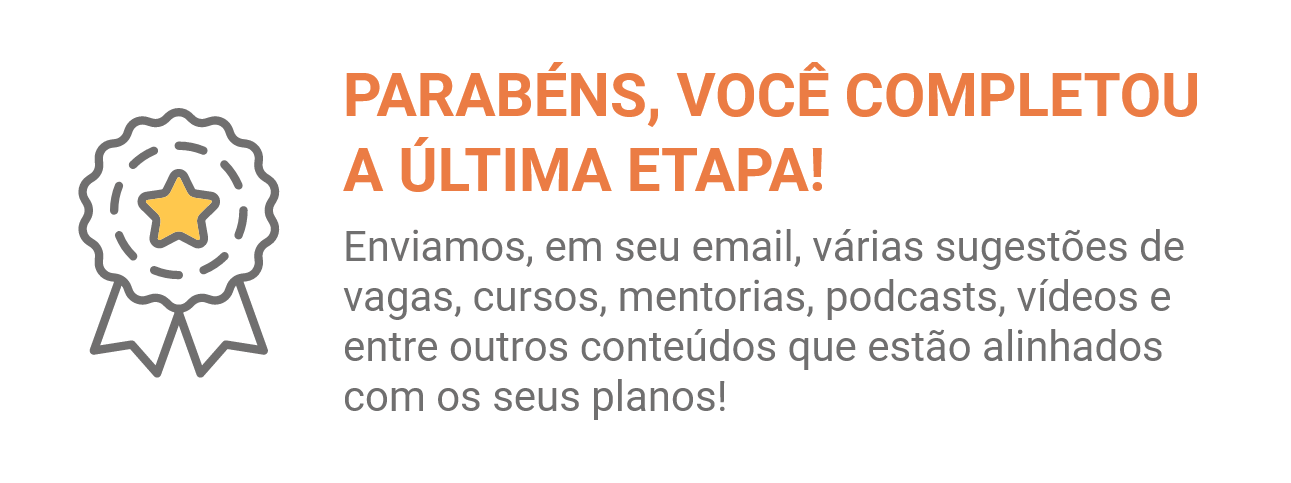 PARABÉNS, VOCÊ COMPLETOU
A ÚLTIMA ETAPA!
Enviamos, em seu email, várias sugestões de
vagas, cursos, mentorias, podcasts, vídeos e
entre outros conteúdos que estão alinhados
com os seus planos!